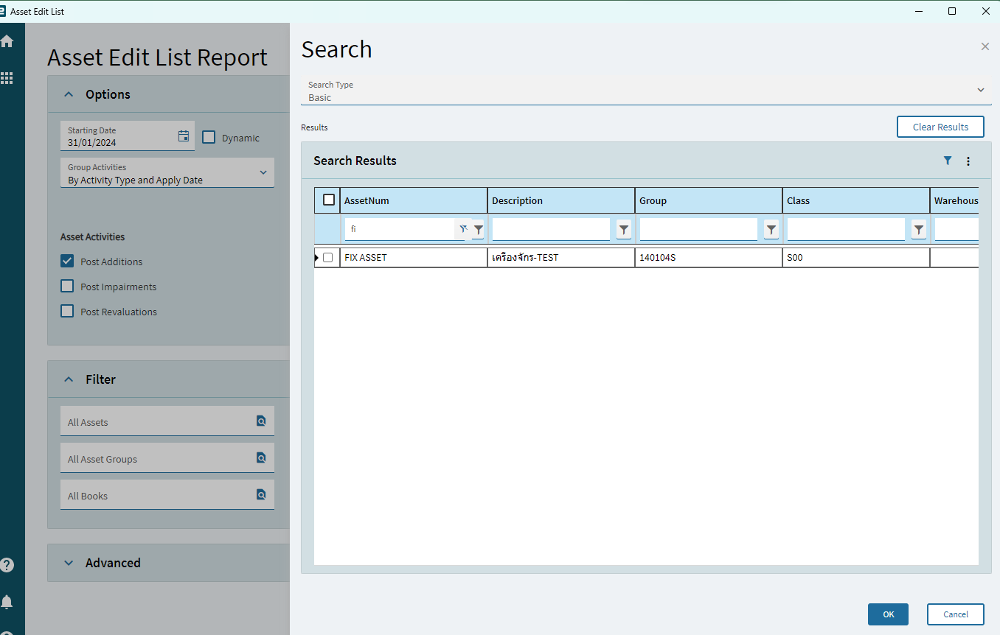 Asset Edit List
Asset Edit List Report
Options
Starting Date
31/01/2024
Dynamic
Group Activities
By Activity Type and Apply Date
Asset Activities
Post Additions
Post Impairments
Post Revaluations
Filter
All Assets
All Asset Groups
All Books
Advanced
Search
Search Type
Basic
Results
Clear Results
Search Results
AssetNum Description Group Class Warehous
fi
FIX ASSET เครื่องจักร-TEST 140104S S00
OK Cancel